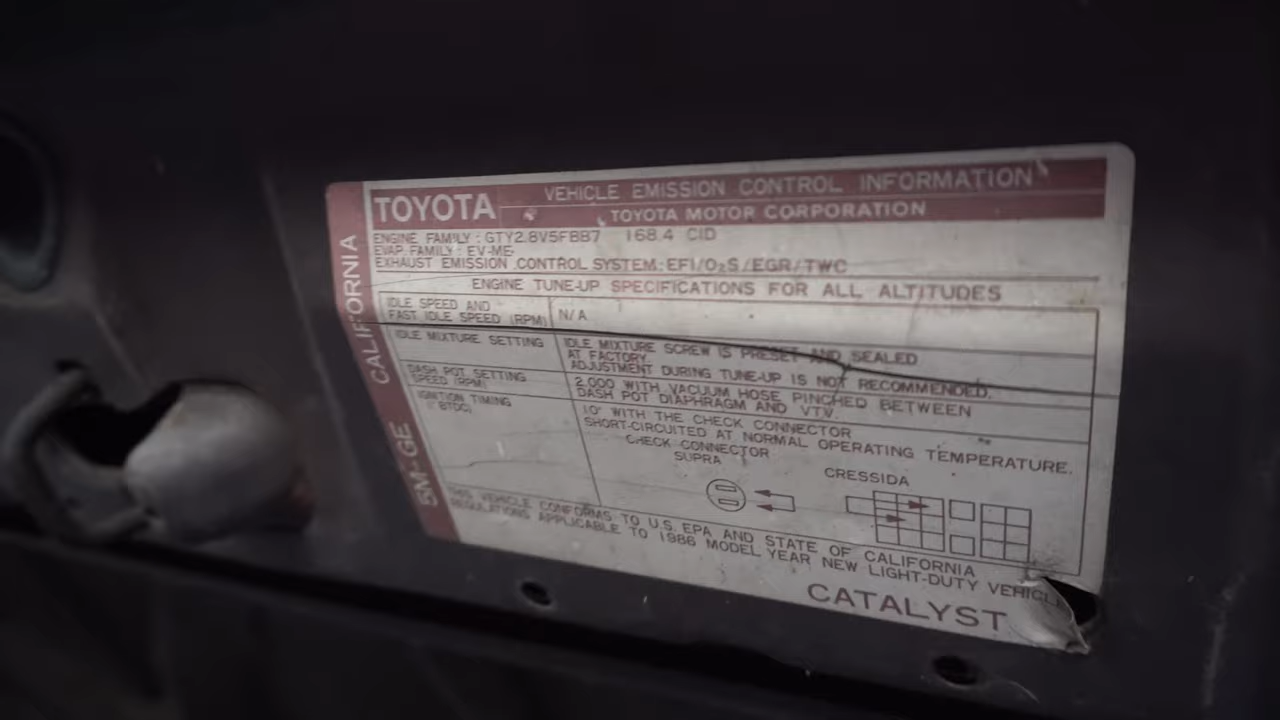 TOYOTA VEHICLE EMISSION CONTROL INFORMATION
TOYOTA MOTOR CORPORATION
ENGINE FAMILY : GTY2.8V5FBB7 168.4 CID
EVAP. FAMILY : EV-ME
EXHAUST EMISSION CONTROL SYSTEM: EFI/O₂S/EGR/TWC
ENGINE TUNE-UP SPECIFICATIONS FOR ALL ALTITUDES
IDLE SPEED AND
FAST IDLE SPEED (RPM)
N/A
IDLE MIXTURE SETTING
IDLE MIXTURE SCREW IS PRESET AND SEALED
AT FACTORY.
ADJUSTMENT DURING TUNE-UP IS NOT RECOMMENDED.
DASH POT SETTING
SPEED (RPM)
2,000 WITH VACUUM HOSE PINCHED BETWEEN
DASH POT DIAPHRAGM AND VTV.
IGNITION TIMING
(° BTDC)
10° WITH THE CHECK CONNECTOR
SHORT-CIRCUITED AT NORMAL OPERATING TEMPERATURE.
CHECK CONNECTOR
SUPRA
CRESSIDA
THIS VEHICLE CONFORMS TO U.S. EPA AND STATE OF CALIFORNIA
REGULATIONS APPLICABLE TO 1986 MODEL YEAR NEW LIGHT-DUTY VEHICL
CATALYST
CALIFORNIA
5M-GE